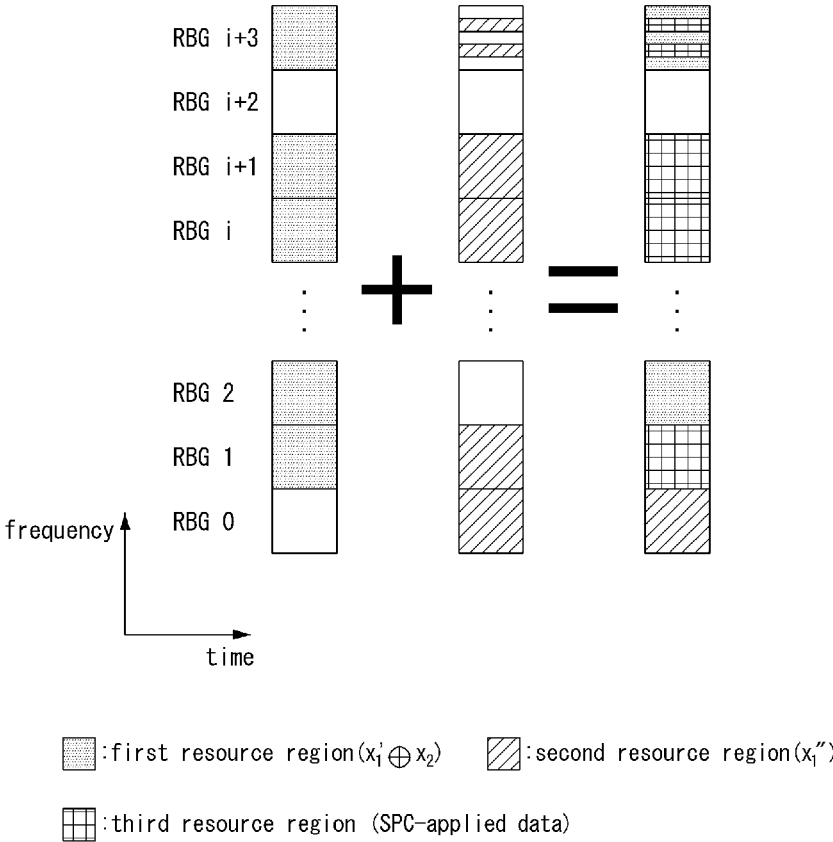 RBG i+3
RBG i+2
RBG i+1
RBG i
RBG 2
RBG 1
RBG 0
frequency
time
:first resource region(x₁' ⊕ x₂)
:second resource region(x₁")
:third resource region (SPC-applied data)